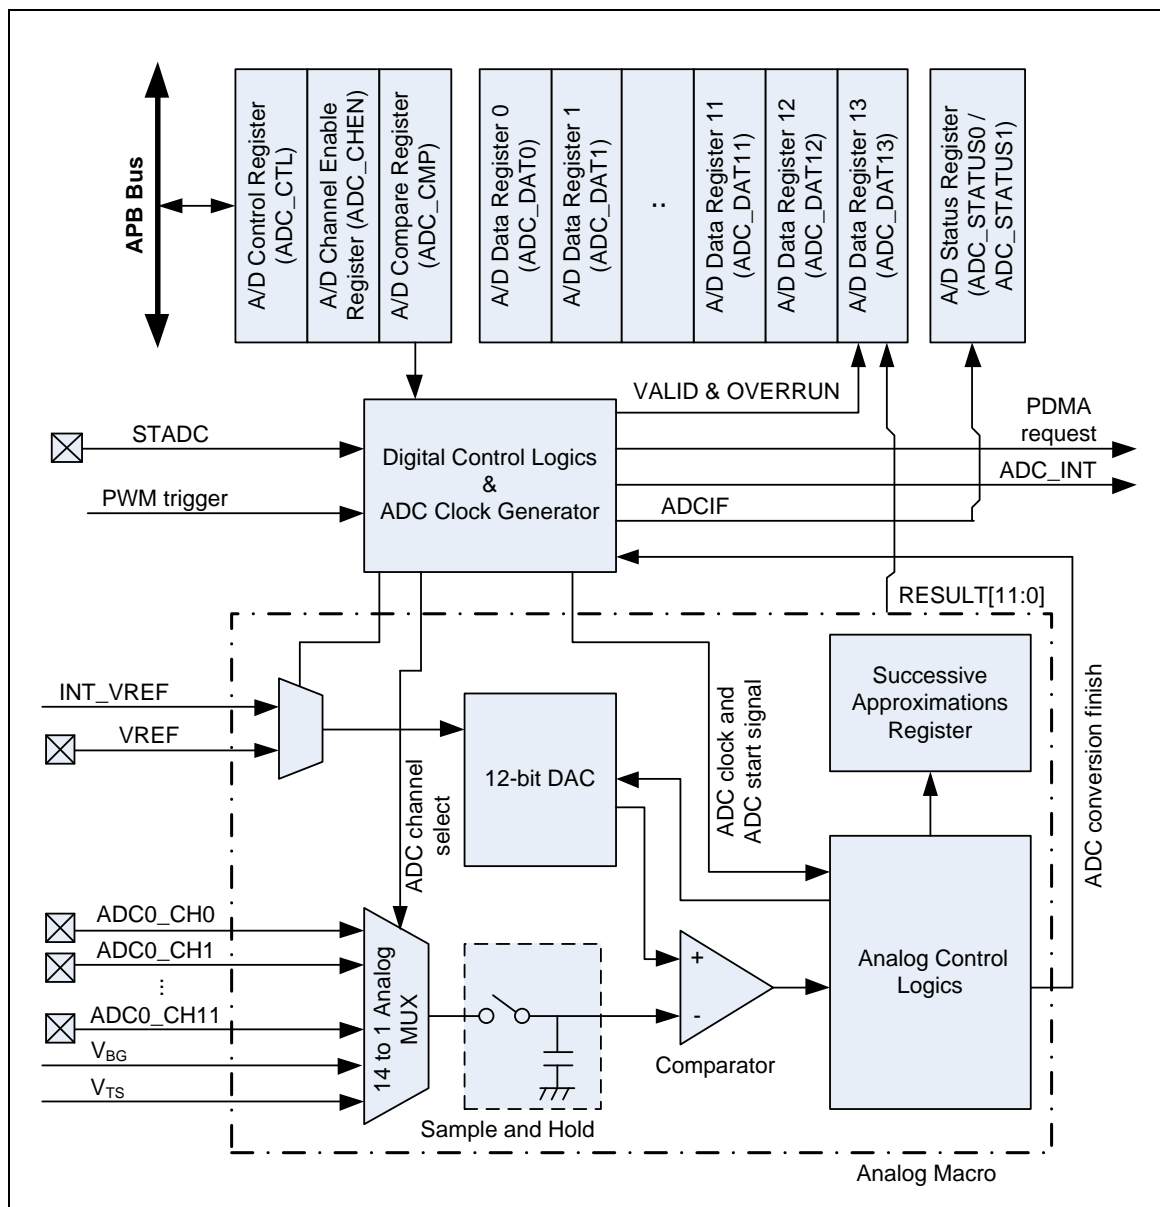 APB Bus
A/D Control Register
(ADC_CTL)
A/D Channel Enable
Register (ADC_CHEN)
A/D Compare Register
(ADC_CMP)
A/D Data Register 0
(ADC_DAT0)
A/D Data Register 1
(ADC_DAT1)
..
A/D Data Register 11
(ADC_DAT11)
A/D Data Register 12
(ADC_DAT12)
A/D Data Register 13
(ADC_DAT13)
A/D Status Register
(ADC_STATUS0 /
ADC_STATUS1)
VALID & OVERRUN
PDMA
request
STADC
Digital Control Logics
&
ADC Clock Generator
ADC_INT
PWM trigger
ADCIF
RESULT[11:0]
INT_VREF
VREF
12-bit DAC
ADC channel
select
ADC clock and
ADC start signal
Successive
Approximations
Register
ADC conversion finish
ADC0_CH0
ADC0_CH1
...
ADC0_CH11
VBG
VTS
14 to 1 Analog
MUX
+
-
Comparator
Analog Control
Logics
Sample and Hold
Analog Macro